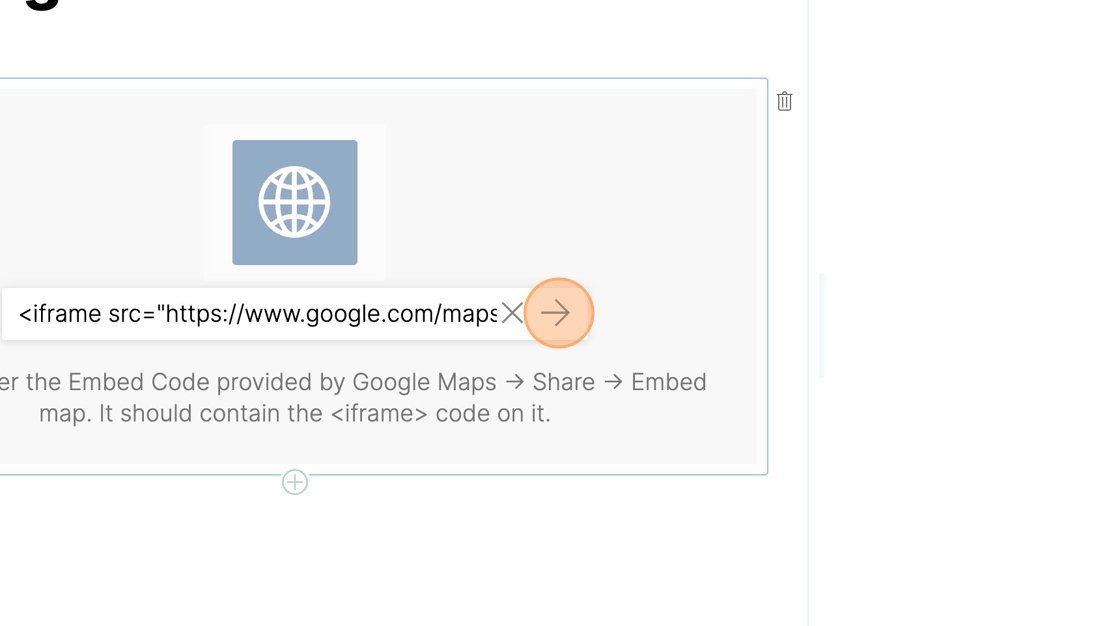 <iframe src="https://www.google.com/maps
the Embed Code provided by Google Maps → Share → Embed
map. It should contain the <iframe> code on it.